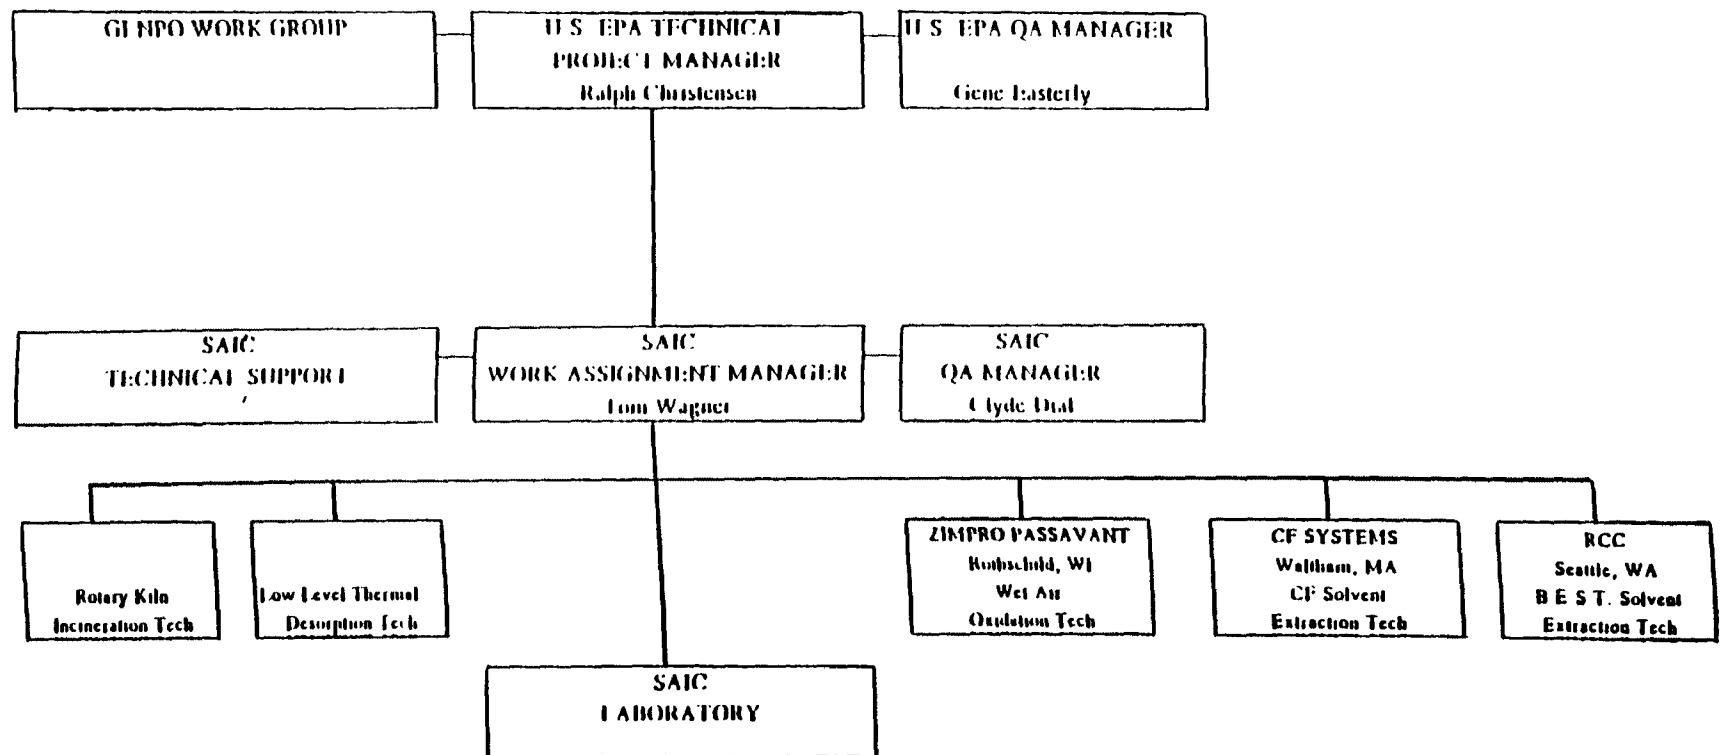 GLNPO WORK GROUP
U.S. EPA TECHNICAL
PROJECT MANAGER
Ralph Christensen
U.S. EPA QA MANAGER
Gene Easterly
SAIC
TECHNICAL SUPPORT
SAIC
WORK ASSIGNMENT MANAGER
Tom Wagner
SAIC
QA MANAGER
Clyde Dial
Rotary Kiln
Incineration Tech
Low Level Thermal
Desorption Tech
ZIMPRO PASSAVANT
Rothschild, WI
Wet Air
Oxidation Tech
CF SYSTEMS
Waltham, MA
CF Solvent
Extraction Tech
RCC
Seattle, WA
B E S T. Solvent
Extraction Tech
SAIC
LABORATORY